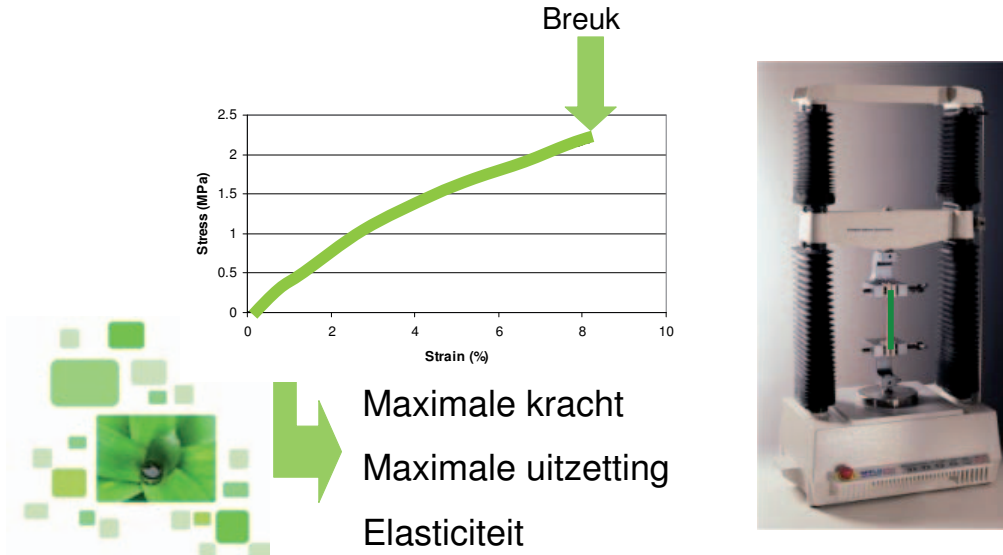 Breuk
2.5
2
1.5
1
0.5
0
Stress (MPa)
0 2 4 6 8 10
Strain (%)
Maximale kracht
Maximale uitzetting
Elasticiteit